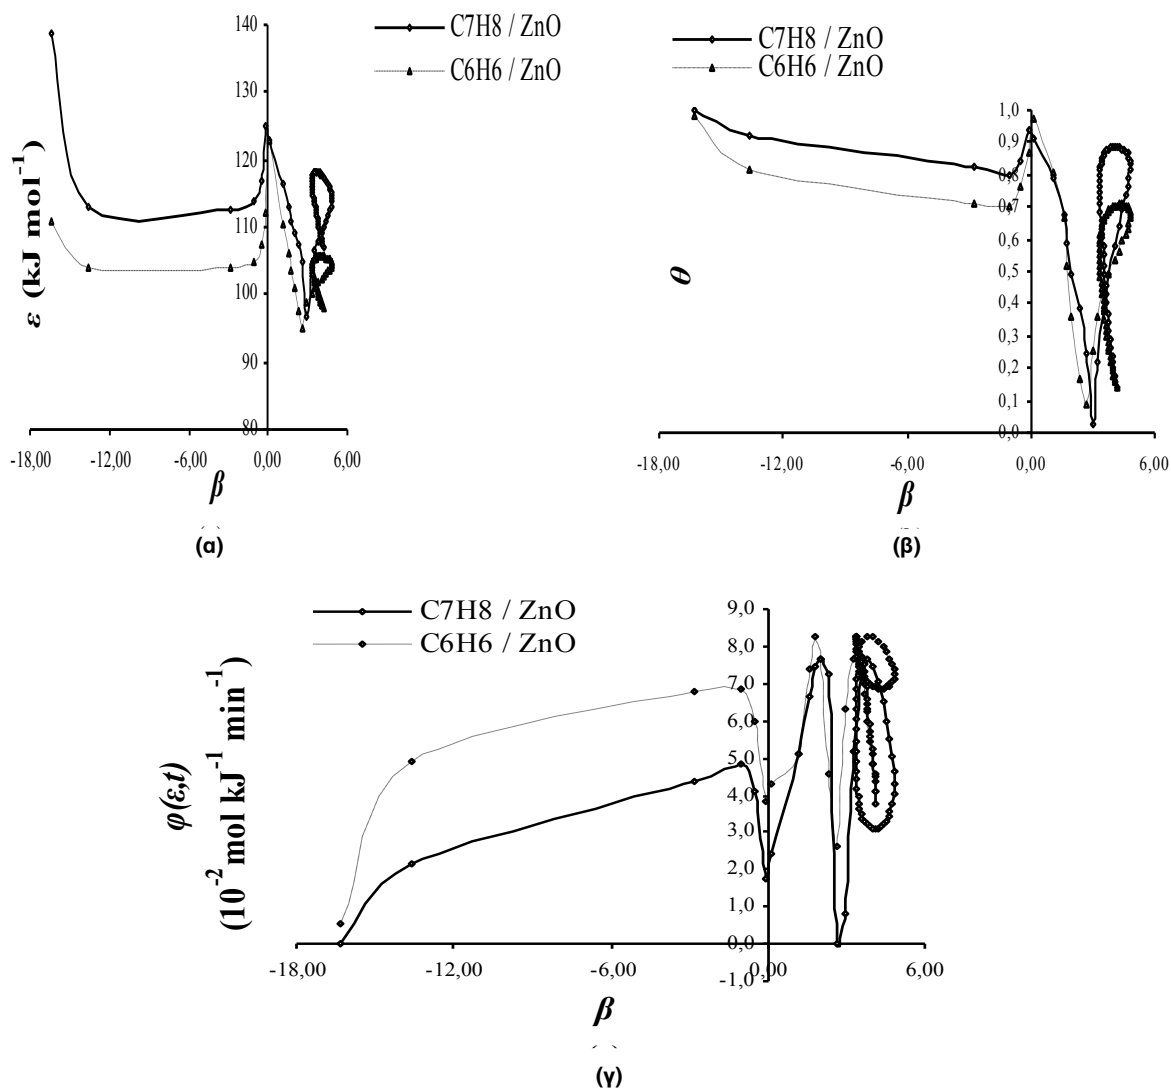 C7H8 / ZnO
C6H6 / ZnO
ε (kJ mol⁻¹)
140
130
120
110
100
90
80
-18,00 -12,00 -6,00 0,00 6,00
β
(α)
C7H8 / ZnO
C6H6 / ZnO
θ
1,0
0,9
0,8
0,7
0,6
0,5
0,4
0,3
0,2
0,1
0,0
-18,00 -12,00 -6,00 0,00 6,00
β
(β)
C7H8 / ZnO
C6H6 / ZnO
φ(ε,t)
(10⁻² mol kJ⁻¹ min⁻¹)
9,0
8,0
7,0
6,0
5,0
4,0
3,0
2,0
1,0
0,0
-1,0
-18,00 -12,00 -6,00 0,00 6,00
β
(γ)